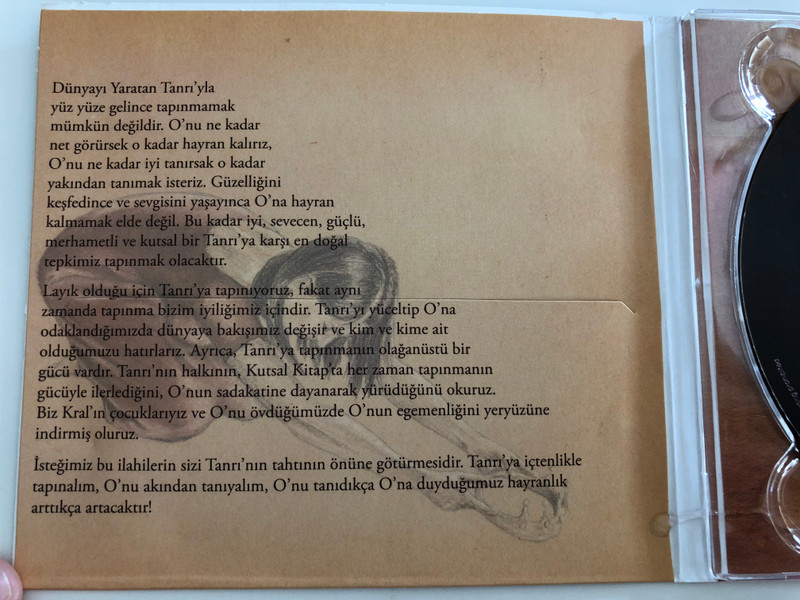 Dünyayı Yaratan Tanrı'yla
yüz yüze gelince tapınmamak
mümkün değildir. O'nu ne kadar
net görürsek o kadar hayran kalırız,
O'nu ne kadar iyi tanırsak o kadar
yakından tanımak isteriz. Güzelliğini
keşfedince ve sevgisini yaşayınca O'na hayran
kalmamak elde değil. Bu kadar iyi, sevecen, güçlü,
merhametli ve kutsal bir Tanrı'ya karşı en doğal
tepkimiz tapınmak olacaktır.
Layık olduğu için Tanrı'ya tapınıyoruz, fakat aynı
zamanda tapınma bizim iyiliğimiz içindir. Tanrı'yı yüceltip O'na
odaklandığımızda dünyaya bakışımız değişir ve kim ve kime ait
olduğumuzu hatırlarız. Ayrıca, Tanrı'ya tapınmanın olağanüstü bir
gücü vardır. Tanrı'nın halkının, Kutsal Kitap'ta her zaman tapınmanın
gücüyle ilerlediğini, O'nun sadakatine dayanarak yürüdüğünü okuruz.
Biz Kral'ın çocuklarıyız ve O'nu övdüğümüzde O'nun egemenliğini yeryüzüne
indirmiş oluruz.
İsteğimiz bu ilahilerin sizi Tanrı'nın tahtının önüne götürmesidir. Tanrı'ya içtenlikle
tapınalım, O'nu akından tanıyalım, O'nu tanıdıkça O'na duyduğumuz hayranlık
arttıkça artacaktır!